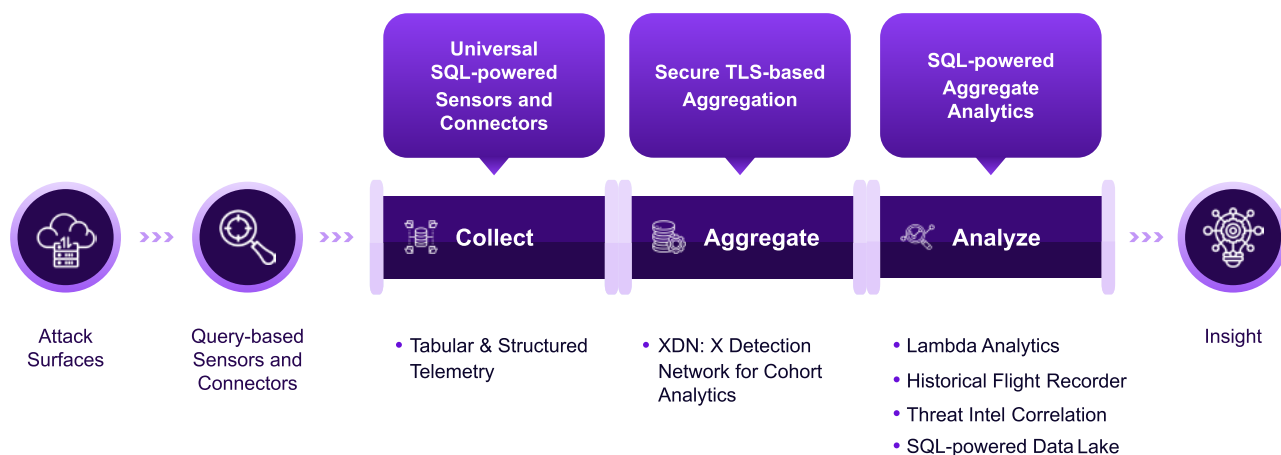 Universal
SQL-powered
Sensors and
Connectors
Secure TLS-based
Aggregation
SQL-powered
Aggregate
Analytics
Collect
Aggregate
Analyze
Attack
Surfaces
Query-based
Sensors and
Connectors
• Tabular & Structured
Telemetry
• XDN: X Detection
Network for Cohort
Analytics
• Lambda Analytics
• Historical Flight Recorder
• Threat Intel Correlation
• SQL-powered Data Lake
Insight